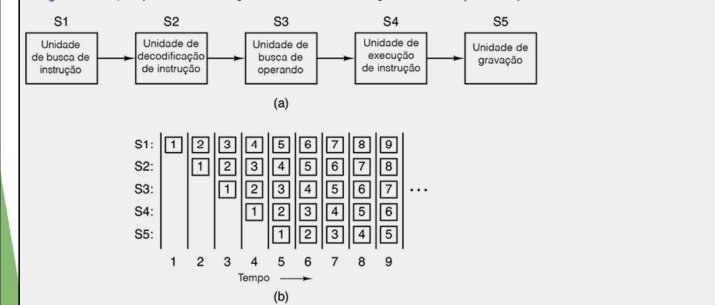 S1 S2 S3 S4 S5
Unidade
de busca de
instrução
Unidade de
decodificação
de instrução
Unidade de
busca de
operando
Unidade de
execução
de instrução
Unidade de
gravação
(a)
S1: 1 2 3 4 5 6 7 8 9
S2: 1 2 3 4 5 6 7 8
S3: 1 2 3 4 5 6 7 ...
S4: 1 2 3 4 5 6
S5: 1 2 3 4 5
1 2 3 4 5 6 7 8 9
Tempo
(b)